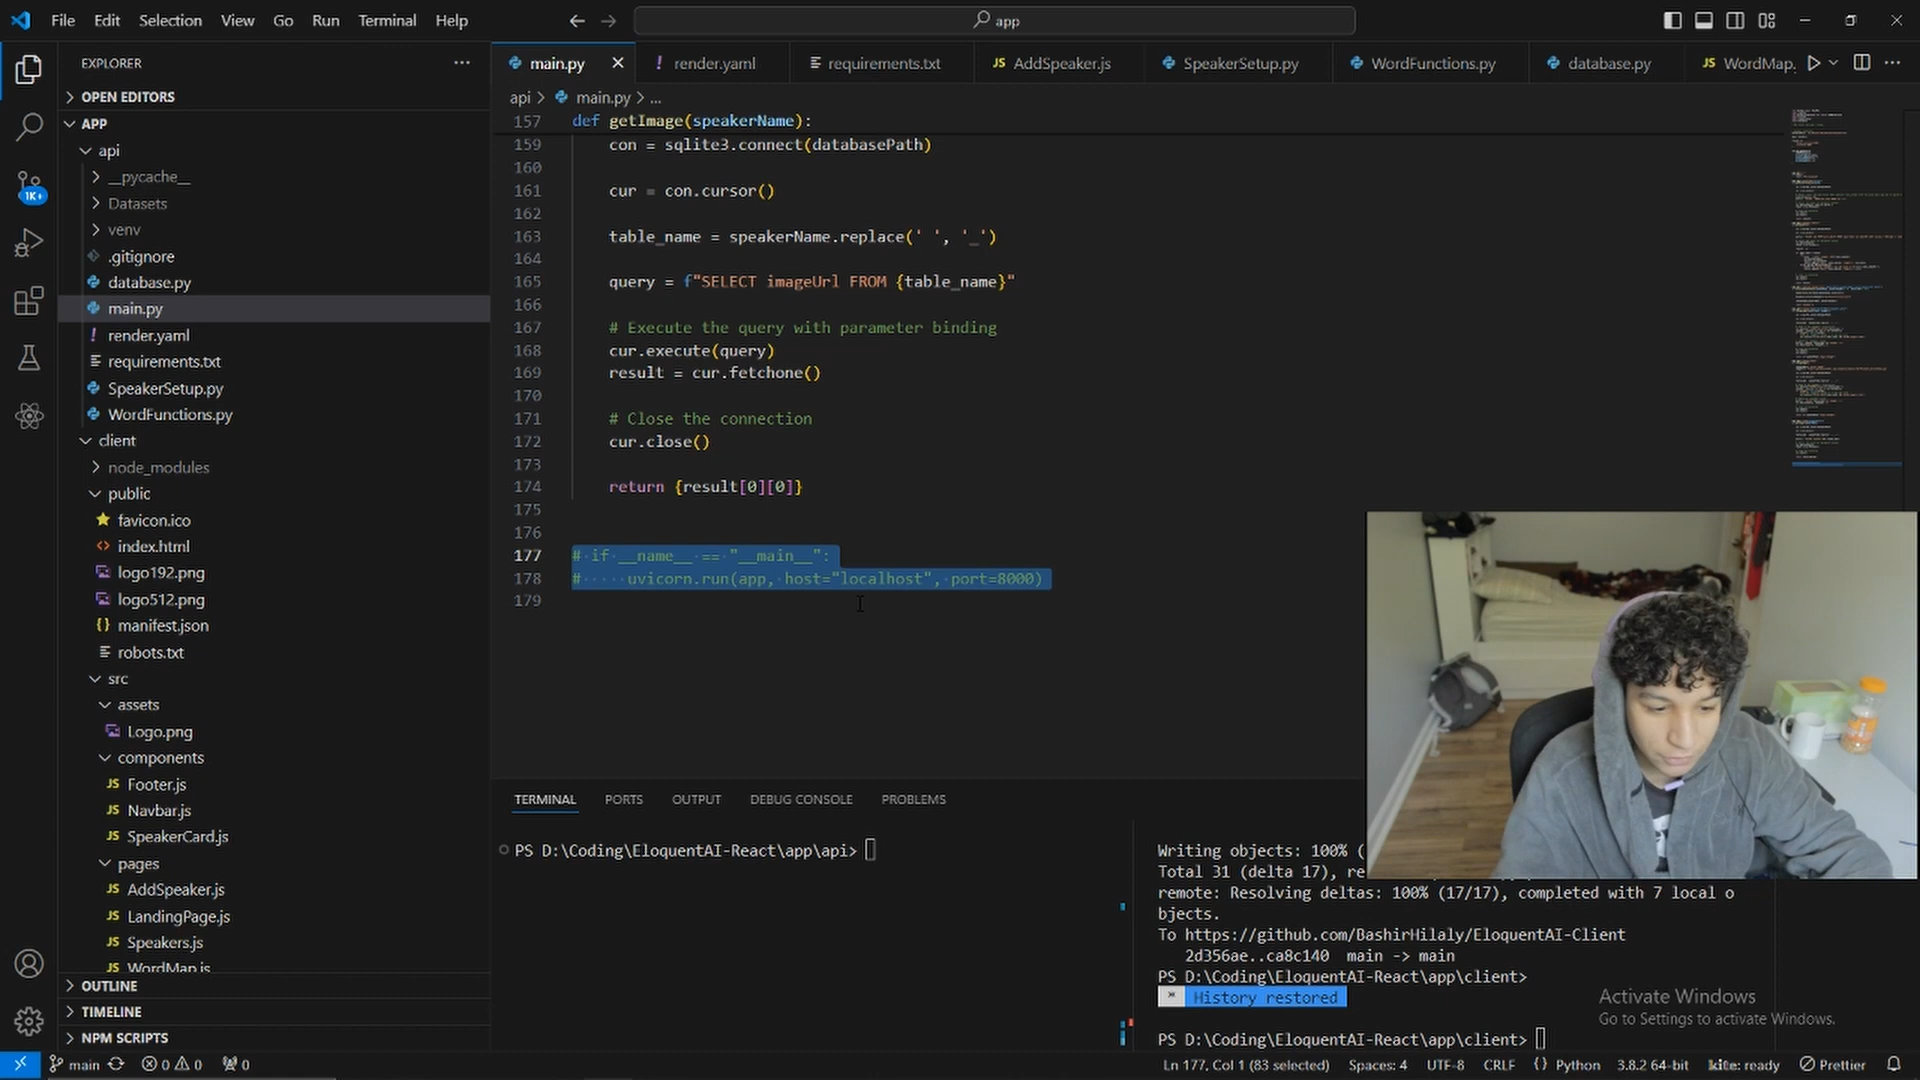 File Edit Selection View Go Run Terminal Help
app
EXPLORER
OPEN EDITORS
APP
api
__pycache__
Datasets
venv
.gitignore
database.py
main.py
render.yaml
requirements.txt
SpeakerSetup.py
WordFunctions.py
client
node_modules
public
favicon.ico
index.html
logo192.png
logo512.png
manifest.json
robots.txt
src
assets
Logo.png
components
Footer.js
Navbar.js
SpeakerCard.js
pages
AddSpeaker.js
LandingPage.js
Speakers.js
WordMap.js
OUTLINE
TIMELINE
NPM SCRIPTS
1K+
main.py render.yaml requirements.txt AddSpeaker.js SpeakerSetup.py WordFunctions.py database.py WordMap.
api > main.py > ...
157 def getImage(speakerName):
159 con = sqlite3.connect(databasePath)
160
161 cur = con.cursor()
162
163 table_name = speakerName.replace(' ', '_')
164
165 query = f"SELECT imageUrl FROM {table_name}"
166
167 # Execute the query with parameter binding
168 cur.execute(query)
169 result = cur.fetchone()
170
171 # Close the connection
172 cur.close()
173
174 return {result[0][0]}
175
176
177 # if __name__ == "__main__":
178 # uvicorn.run(app, host="localhost", port=8000)
179
TERMINAL PORTS OUTPUT DEBUG CONSOLE PROBLEMS
PS D:\Coding\EloquentAI-React\app\api>
Writing objects: 100% (
Total 31 (delta 17), re
remote: Resolving deltas: 100% (17/17), completed with 7 local o
bjects.
To https://github.com/BashirHilaly/EloquentAI-Client
2d356ae..ca8c140 main -> main
PS D:\Coding\EloquentAI-React\app\client>
* History restored
PS D:\Coding\EloquentAI-React\app\client>
Activate Windows
Go to Settings to activate Windows.
main 0 0 0 Ln 177, Col 1 (83 selected) Spaces: 4 UTF-8 CRLF {} Python 3.8.2 64-bit kite: ready Prettier